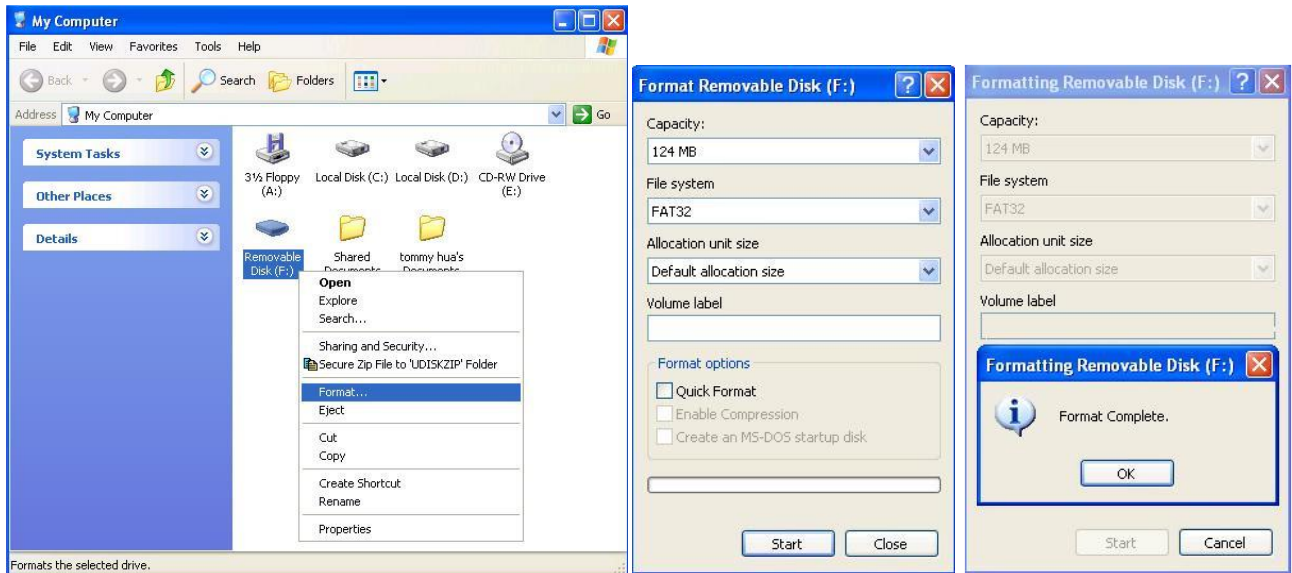 My Computer
File Edit View Favorites Tools Help
Back Search Folders
Address My Computer Go
System Tasks
Other Places
Details
3½ Floppy (A:)
Local Disk (C:)
Local Disk (D:)
CD-RW Drive (E:)
Removable Disk (F:)
Shared Documents
tommy hua's Documents
Open
Explore
Search...
Sharing and Security...
Secure Zip File to 'UDISKZIP' Folder
Format...
Eject
Cut
Copy
Create Shortcut
Rename
Properties
Formats the selected drive.
Format Removable Disk (F:)
Capacity:
124 MB
File system
FAT32
Allocation unit size
Default allocation size
Volume label
Format options
Quick Format
Enable Compression
Create an MS-DOS startup disk
Start Close
Formatting Removable Disk (F:)
Capacity:
124 MB
File system
FAT32
Allocation unit size
Default allocation size
Volume label
Formatting Removable Disk (F:)
Format Complete.
OK
Start Cancel